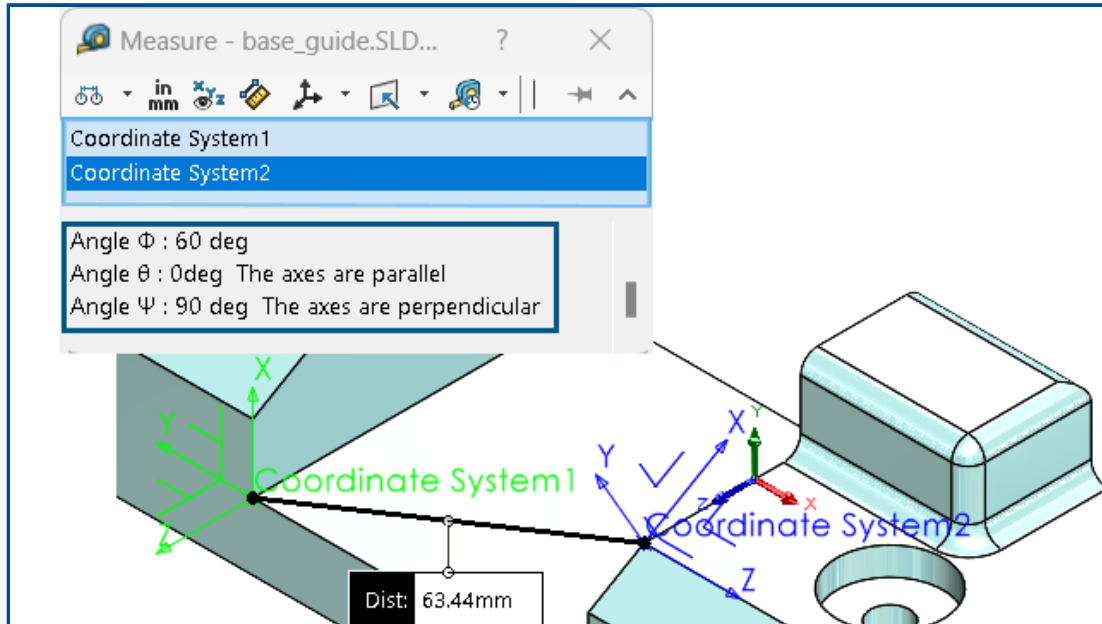 Measure - base_guide.SLD... ?
in
mm
XYZ
Coordinate System1
Coordinate System2
Angle Φ : 60 deg
Angle θ : 0deg The axes are parallel
Angle Ψ : 90 deg The axes are perpendicular
X
Y
Z
Coordinate System1
X
Y
Z
Coordinate System2
Y
Z
X
Dist: 63.44mm